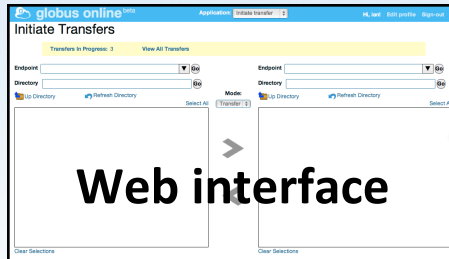 globus online beta Application: Initiate transfer Hi, ian! Edit profile Sign-out
Initiate Transfers
Transfers In Progress: 3 View All Transfers
Endpoint Go Endpoint Go
Directory Go Directory Go
Up Directory Refresh Directory Mode: Up Directory Refresh Directory
Select All Transfer Select A
Web interface
Clear Selections Clear Selections